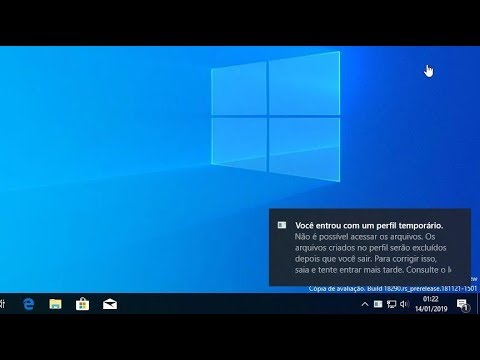 Você entrou com um perfil temporário.
Não é possível acessar os arquivos. Os
arquivos criados no perfil serão excluídos
depois que você sair. Para corrigir isso,
saia e tente entrar mais tarde. Consulte o
Cópia de avaliação. Build 18290.rs_prerelease.181121-1501
01:22
14/01/2019
1